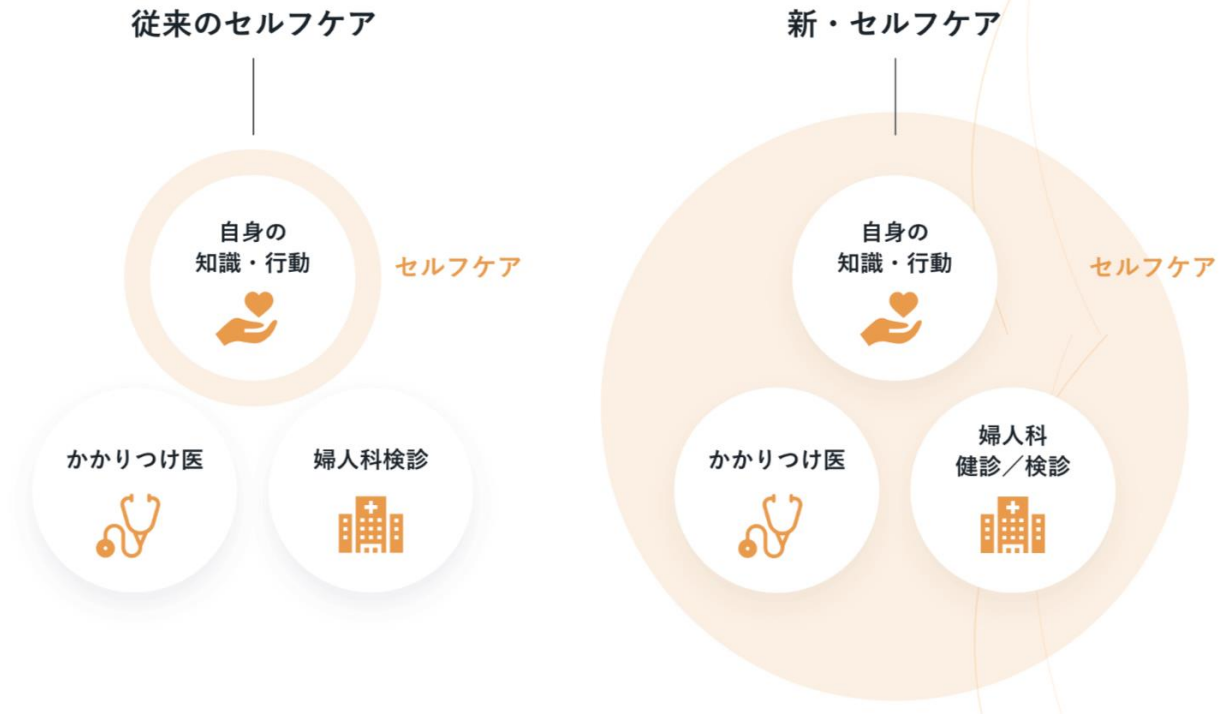 従来のセルフケア
自身の
知識・行動
セルフケア
かかりつけ医
婦人科検診
新・セルフケア
自身の
知識・行動
セルフケア
かかりつけ医
婦人科
健診／検診